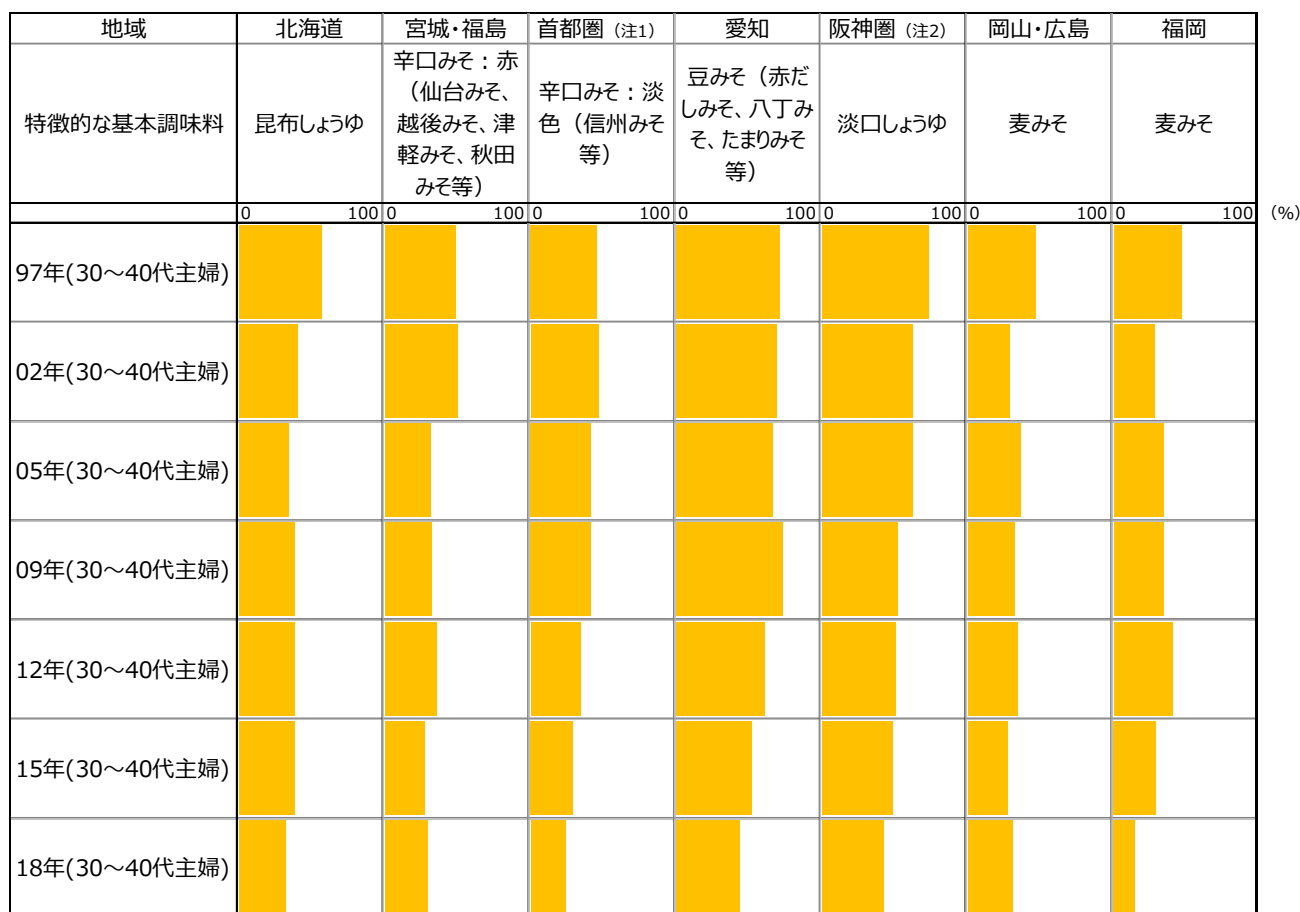 地域 北海道 宮城・福島 首都圏（注1） 愛知 阪神圏（注2） 岡山・広島 福岡
特徴的な基本調味料
昆布しょうゆ
辛口みそ：赤
（仙台みそ、
越後みそ、津
軽みそ、秋田
みそ等）
辛口みそ：淡
色（信州みそ
等）
豆みそ（赤だ
しみそ、八丁み
そ、たまりみそ
等）
淡口しょうゆ
麦みそ
麦みそ
0 100 0 100 0 100 0 100 0 100 0 100 0 100 （%）
97年(30～40代主婦)
02年(30～40代主婦)
05年(30～40代主婦)
09年(30～40代主婦)
12年(30～40代主婦)
15年(30～40代主婦)
18年(30～40代主婦)